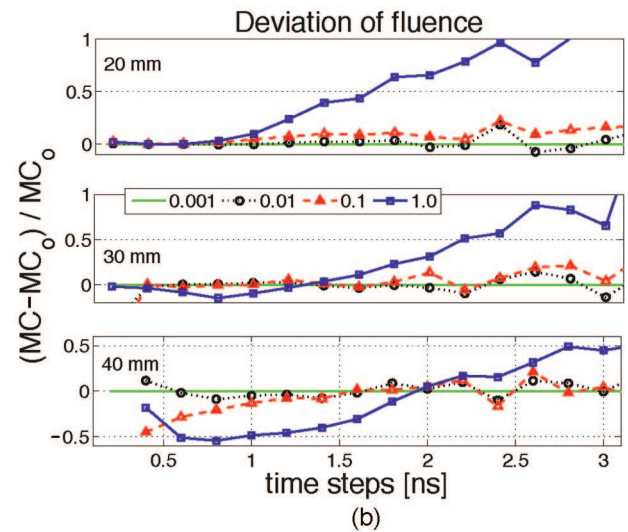 Deviation of fluence
(MC−MCo) / MCo
20 mm
1
0.5
0
30 mm
0.001 0.01 0.1 1.0
1
0.5
0
40 mm
0.5
0
−0.5
0.5 1 1.5 2 2.5 3
time steps [ns]
(b)